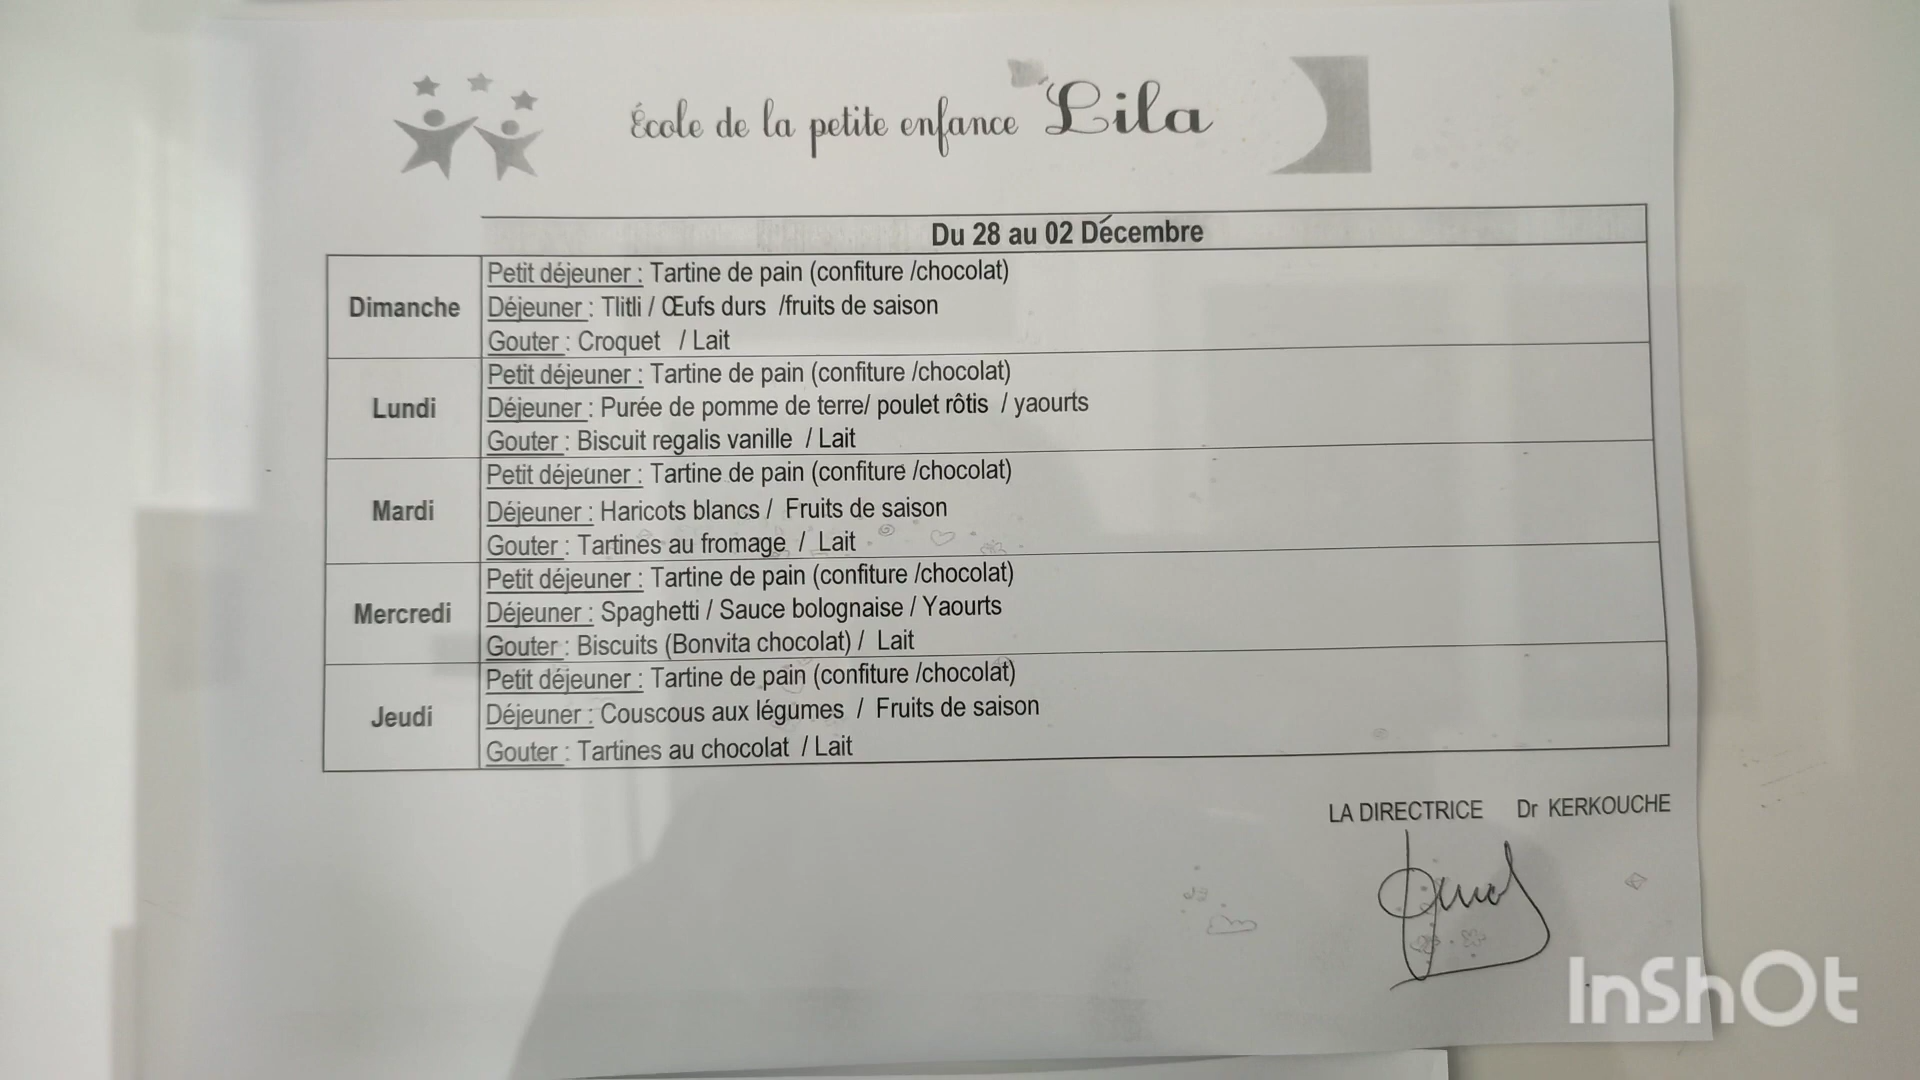 École de la petite enfance Lila
Du 28 au 02 Décembre
Dimanche
Petit déjeuner : Tartine de pain (confiture /chocolat)
Déjeuner : Tlitli / Œufs durs /fruits de saison
Gouter : Croquet / Lait
Lundi
Petit déjeuner : Tartine de pain (confiture /chocolat)
Déjeuner : Purée de pomme de terre/ poulet rôtis / yaourts
Gouter : Biscuit regalis vanille / Lait
Mardi
Petit déjeuner : Tartine de pain (confiture /chocolat)
Déjeuner : Haricots blancs / Fruits de saison
Gouter : Tartines au fromage / Lait
Mercredi
Petit déjeuner : Tartine de pain (confiture /chocolat)
Déjeuner : Spaghetti / Sauce bolognaise / Yaourts
Gouter : Biscuits (Bonvita chocolat) / Lait
Jeudi
Petit déjeuner : Tartine de pain (confiture /chocolat)
Déjeuner : Couscous aux légumes / Fruits de saison
Gouter : Tartines au chocolat / Lait
LA DIRECTRICE Dr KERKOUCHE
InShOt